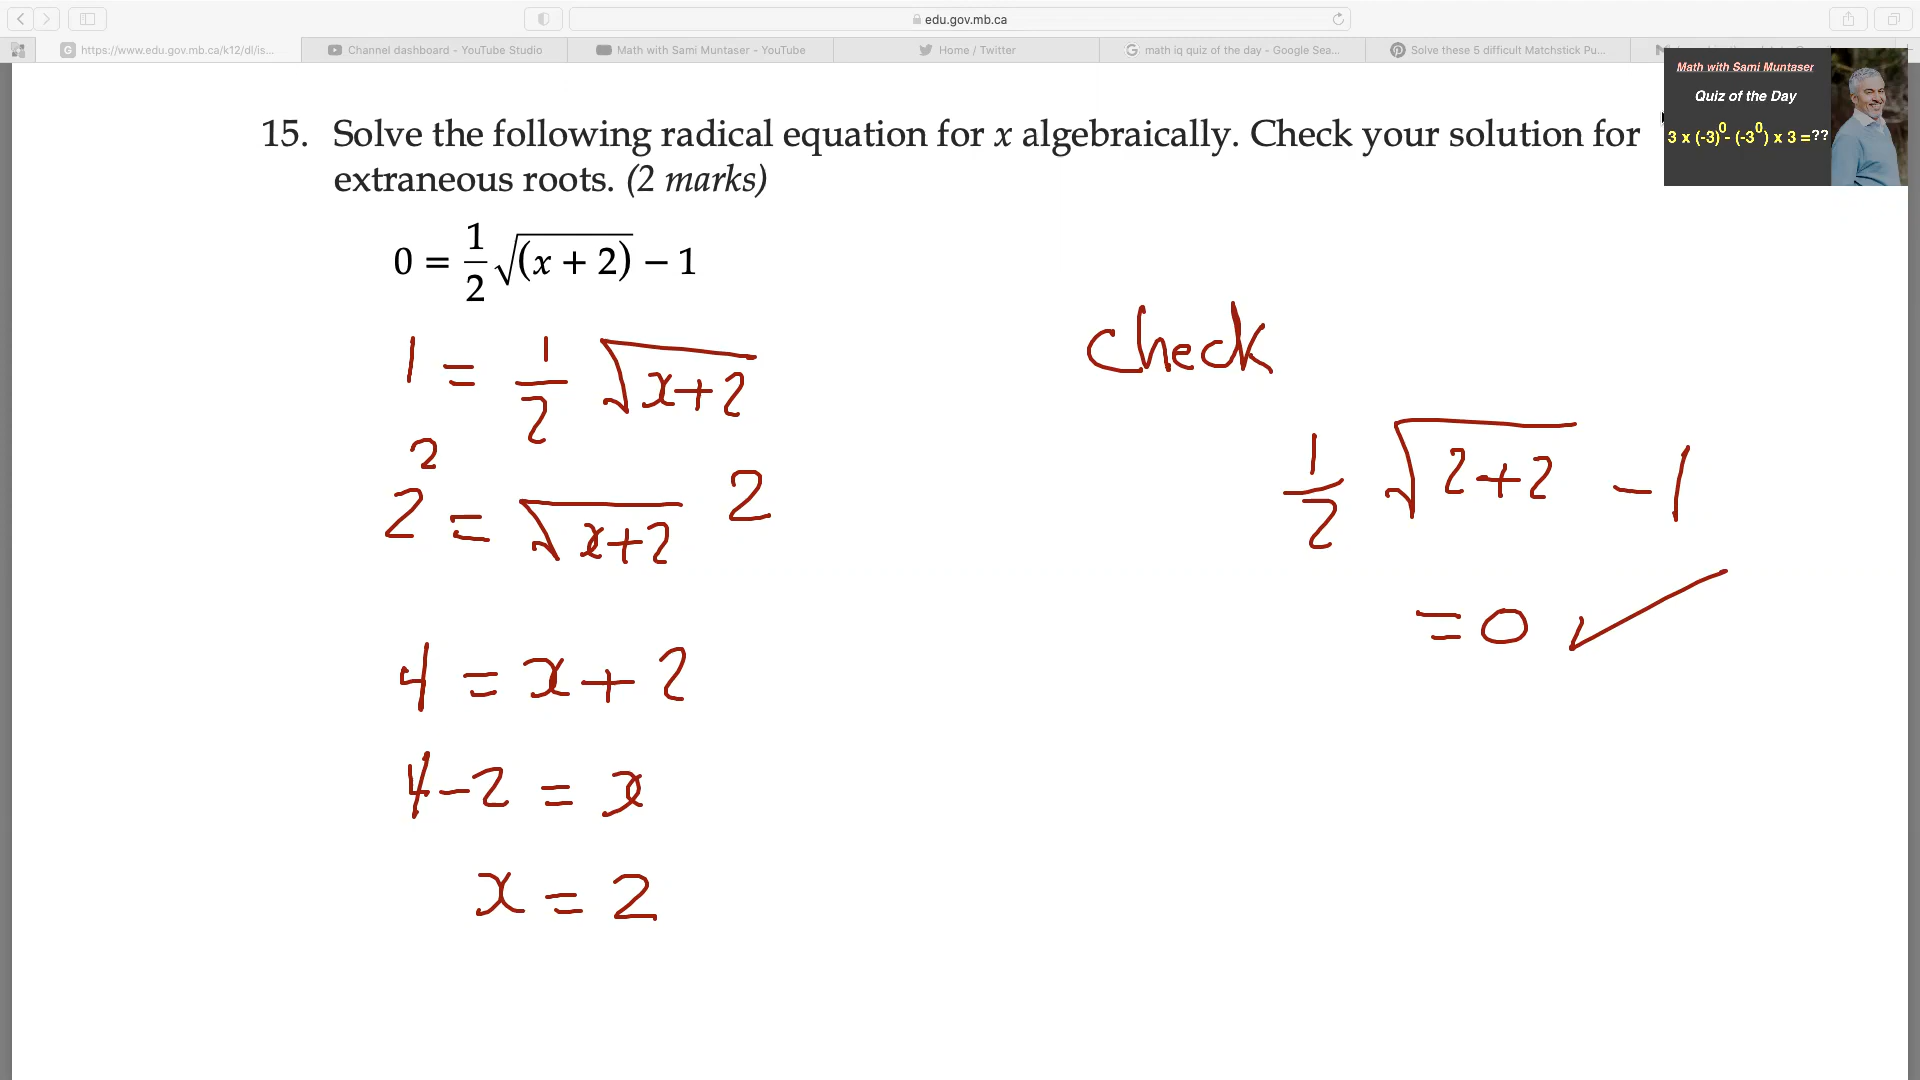 edu.gov.mb.ca
https://www.edu.gov.mb.ca/k12/dl/is...
Channel dashboard - YouTube Studio
Math with Sami Muntaser - YouTube
Home / Twitter
math iq quiz of the day - Google Sea...
Solve these 5 difficult Matchstick Pu...
Math with Sami Muntaser
Quiz of the Day
3 x (-3)⁰- (-3⁰) x 3 =??
15. Solve the following radical equation for x algebraically. Check your solution for
extraneous roots. (2 marks)
0 = 1/2 √(x + 2) − 1
1 = 1/2 √x+2
2² = √x+2 ²
4 = x + 2
4 - 2 = x
x = 2
Check
1/2 √2+2 - 1
= 0 ✓